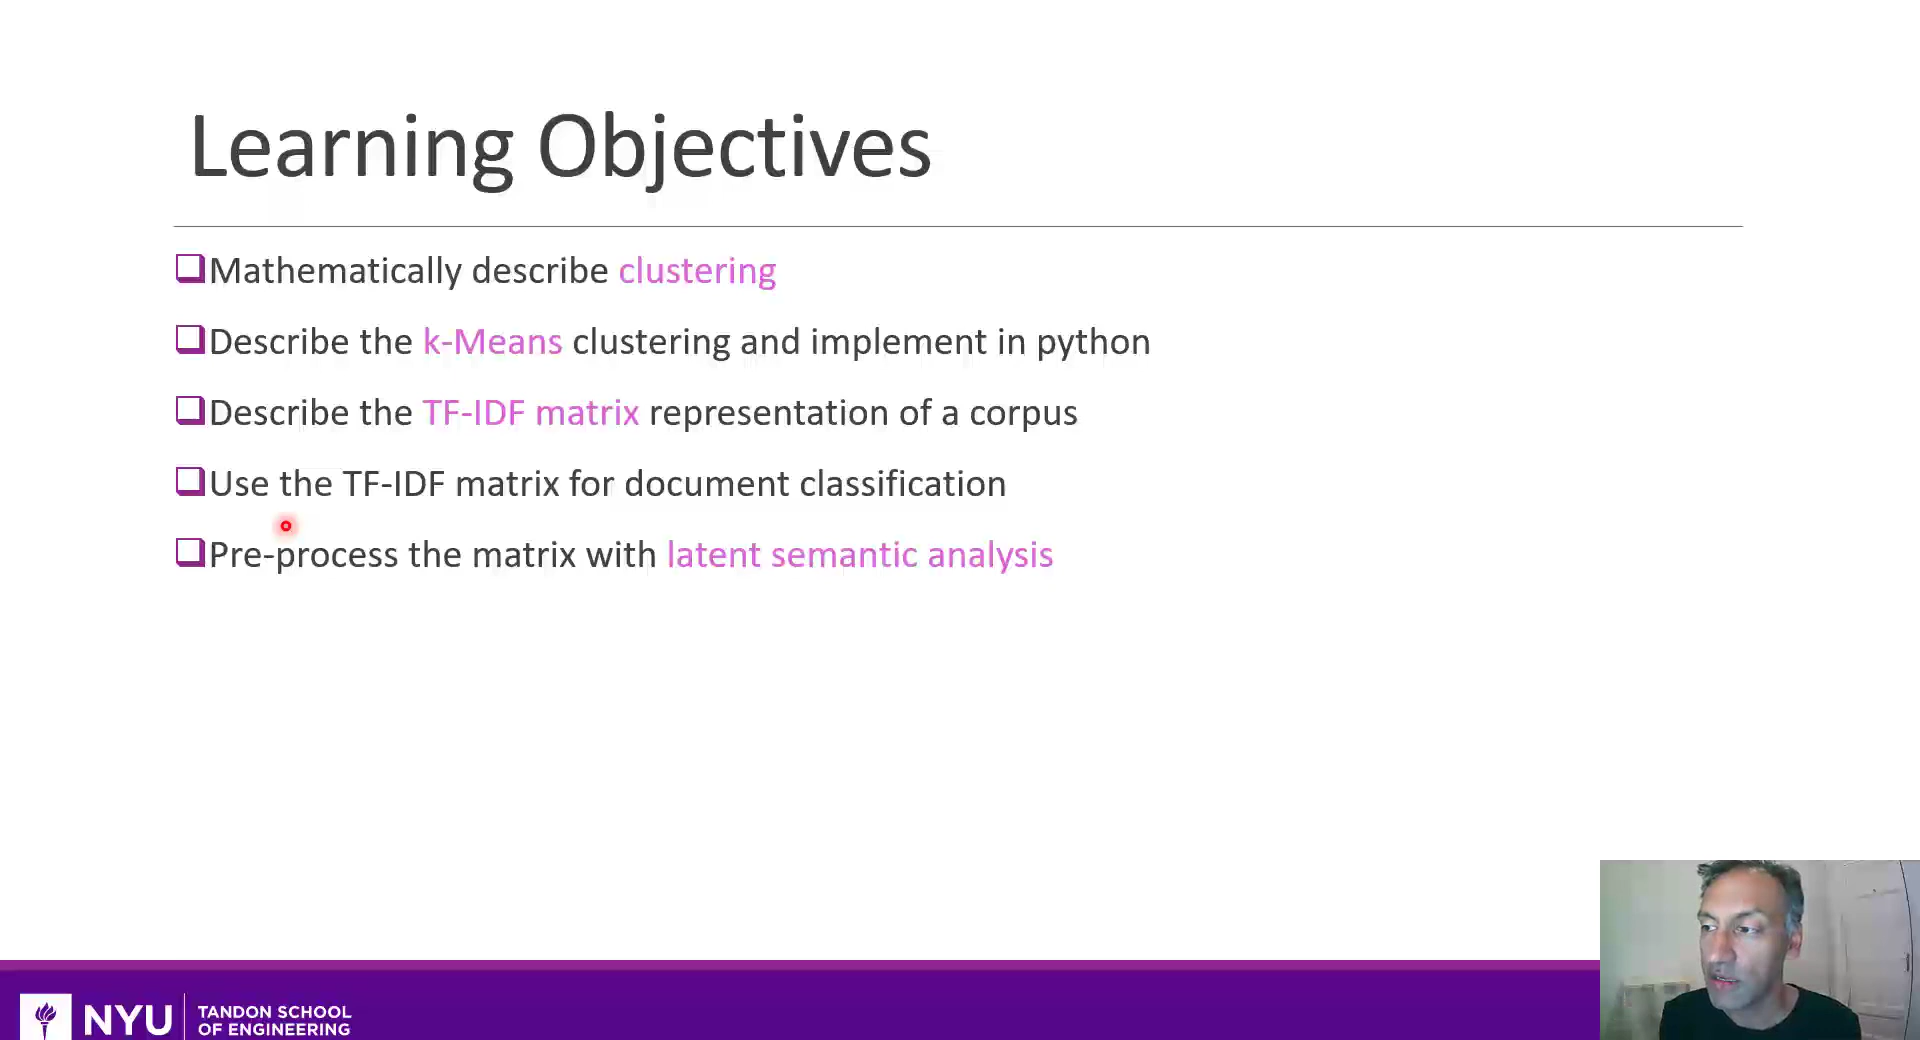 Learning Objectives
Mathematically describe clustering
Describe the k-Means clustering and implement in python
Describe the TF-IDF matrix representation of a corpus
Use the TF-IDF matrix for document classification
Pre-process the matrix with latent semantic analysis
NYU
TANDON SCHOOL
OF ENGINEERING